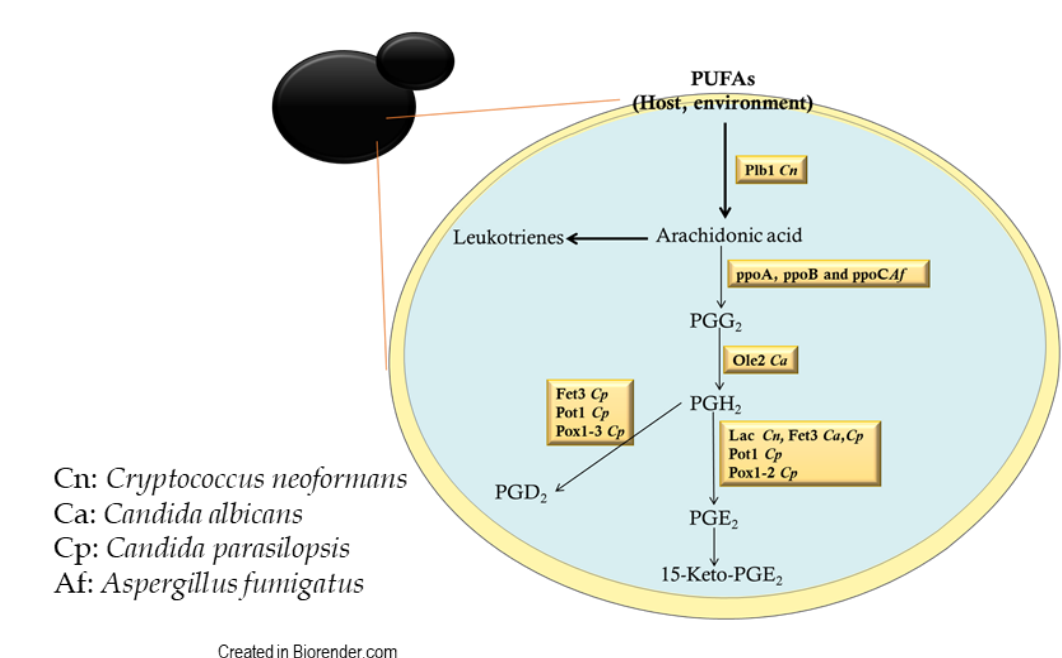 PUFAs
(Host, environment)
Plb1 Cn
Leukotrienes
Arachidonic acid
ppoA, ppoB and ppoCAf
PGG₂
Ole2 Ca
PGH₂
Fet3 Cp
Pot1 Cp
Pox1-3 Cp
Lac Cn, Fet3 Ca,Cp
Pot1 Cp
Pox1-2 Cp
PGD₂
PGE₂
15-Keto-PGE₂
Cn: Cryptococcus neoformans
Ca: Candida albicans
Cp: Candida parasilopsis
Af: Aspergillus fumigatus
Created in Biorender.com